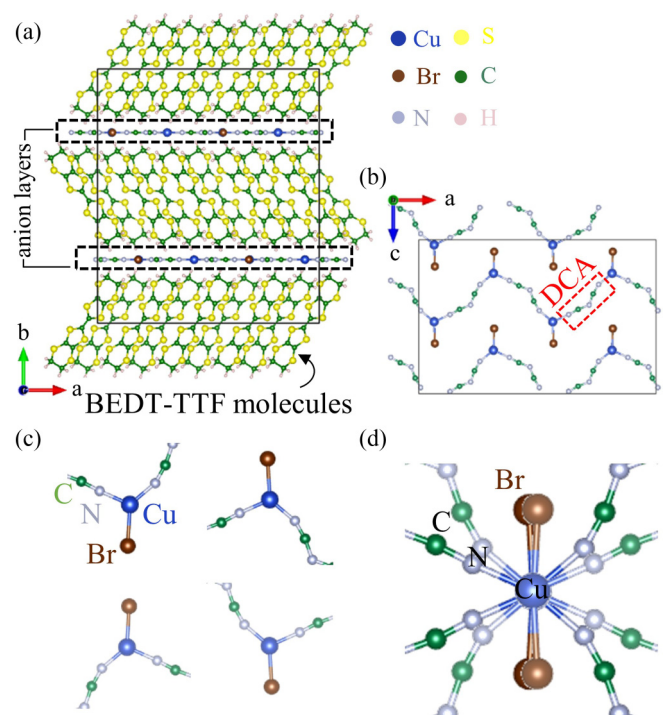 (a)
Cu
S
Br
C
N
H
anion layers
b
a
BEDT-TTF molecules
(b)
a
c
DCA
(c)
C
N
Cu
Br
(d)
Br
C
N
Cu